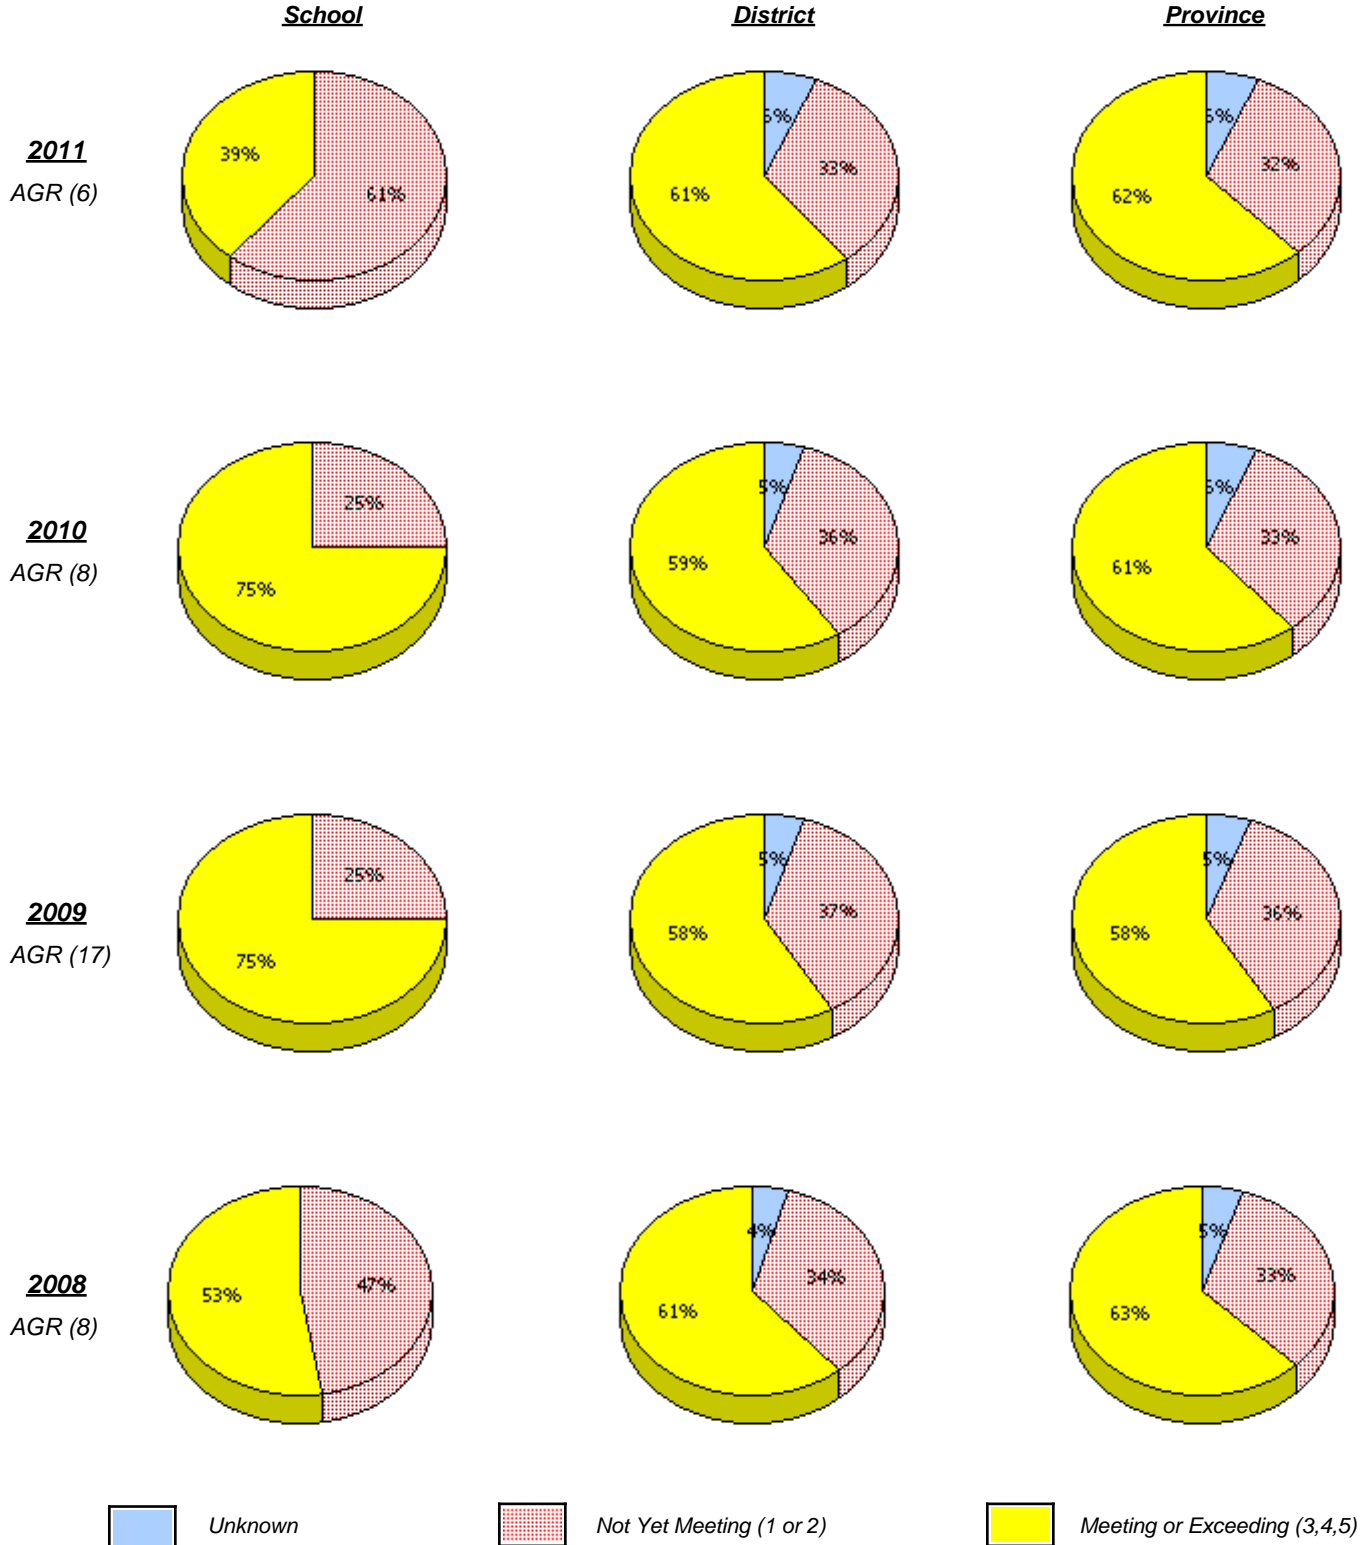 School District Province
2011
AGR (6)
39% 61%
6% 33% 61%
6% 32% 62%
2010
AGR (8)
25% 75%
5% 36% 59%
6% 33% 61%
2009
AGR (17)
25% 75%
5% 37% 58%
5% 36% 58%
2008
AGR (8)
53% 47%
4% 34% 61%
5% 33% 63%
Unknown Not Yet Meeting (1 or 2) Meeting or Exceeding (3,4,5)